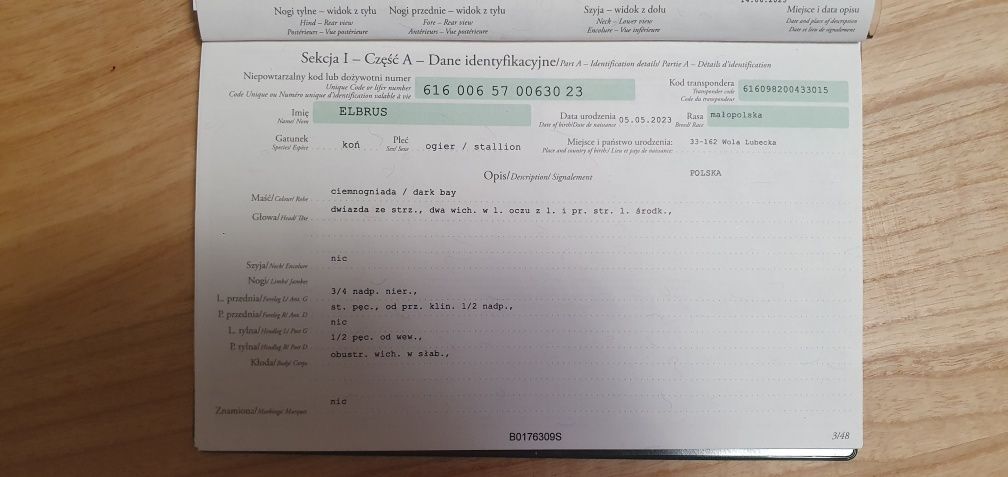 Nogi tylne – widok z tyłu Nogi przednie – widok z tyłu Szyja – widok z dołu Miejsce i data opisu
Hind – Rear view Fore – Rear view Neck – Lower view Date and place of description
Postérieurs – Vue postérieure Antérieurs – Vue postérieure Encolure – Vue inférieure Date et lieu de signalement
Sekcja I – Część A – Dane identyfikacyjne/Part A – Identification details/ Partie A – Détails d'identification
Niepowtarzalny kod lub dożywotni numer 616 006 57 00630 23 Kod transpondera 616098200433015
Unique Code or lifer number Transponder code
Code Unique ou Numéro unique d'identification valable à vie Code du transpondeur
Imię ELBRUS Data urodzenia 05.05.2023 Rasa małopolska
Name/ Nom Date of birth/Date de naissance Breed/ Race
Gatunek koń Płeć ogier / stallion Miejsce i państwo urodzenia: 33-162 Wola Lubecka
Species/ Espèce Sex/ Sexe Place and country of birth:/ Lieu et pays de naissance:
Opis/Description/ Signalement POLSKA
Maść/Colour/ Robe ciemnogniada / dark bay
Głowa/Head/ Tête dwiazda ze strz., dwa wich. w l. oczu z l. i pr. str. l. środk.,
Szyja/Neck/ Encolure nic
Nogi/Limbs/ Jambes
L. przednia/Foreleg L/ Ant. G 3/4 nadp. nier.,
P. przednia/Foreleg R/ Ant. D st. pęc., od prz. klin. 1/2 nadp.,
L. tylna/Hindleg L/ Post G nic
P. tylna/Hindleg R/ Post D 1/2 pęc. od wew.,
Kłoda/Body/ Corps obustr. wich. w słab.,
Znamiona/Markings/ Marques nic
B0176309S 3/48